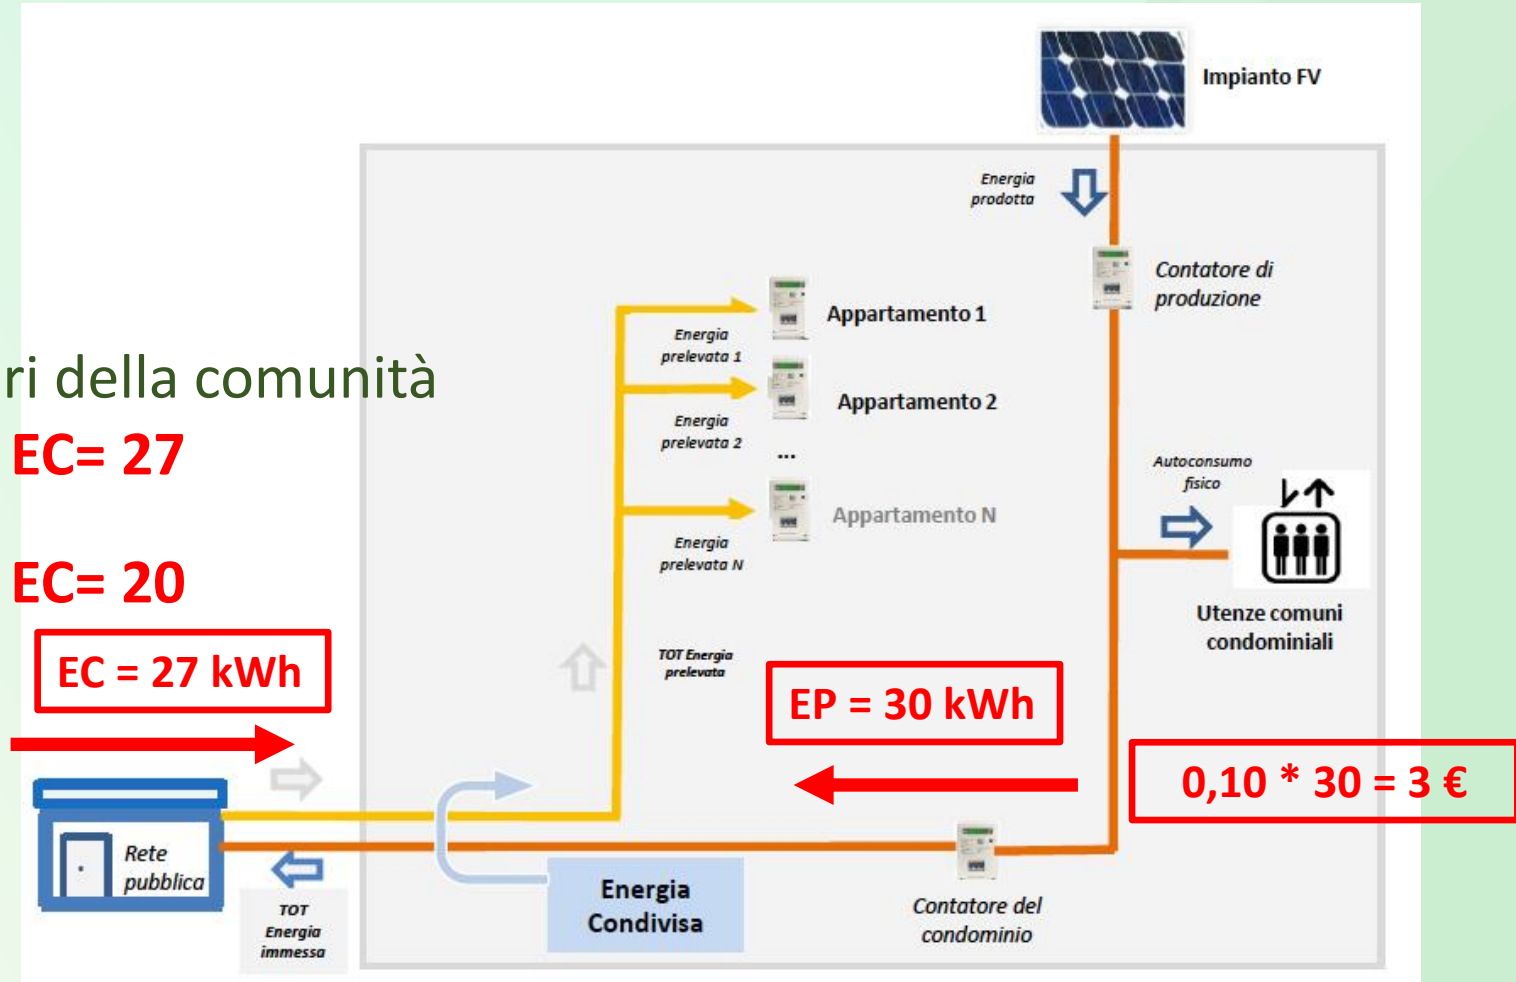 Impianto FV
Energia
prodotta
Contatore di
produzione
Appartamento 1
Energia
prelevata 1
ri della comunità
Appartamento 2
EC= 27
Energia
prelevata 2
...
Autoconsumo
fisico
Appartamento N
Energia
prelevata N
EC= 20
Utenze comuni
condominiali
EC = 27 kWh
TOT Energia
prelevata
EP = 30 kWh
0,10 * 30 = 3 €
Rete
pubblica
TOT
Energia
immessa
Energia
Condivisa
Contatore del
condominio